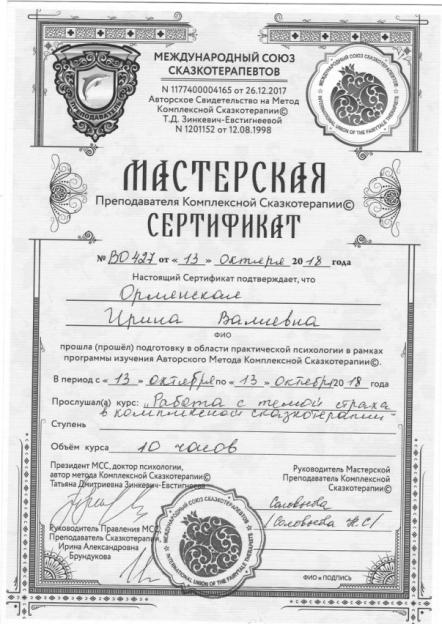 МЕЖДУНАРОДНЫЙ СОЮЗ
СКАЗКОТЕРАПЕВТОВ
N 1177400004165 от 26.12.2017
Авторское Свидетельство на Метод
Комплексной Сказкотерапии©
Т.Д. Зинкевич-Евстигнеевой
N 1201152 от 12.08.1998
ПРЕПОДАВАТЕЛЬ
МЕЖДУНАРОДНЫЙ СОЮЗ СКАЗКОТЕРАПЕВТОВ
INTERNATIONAL UNION OF THE FAIRYTALE THERAPISTS
МАСТЕРСКАЯ
Преподавателя Комплексной Сказкотерапии©
СЕРТИФИКАТ
№ ВО 427 от « 13 » октября 2018 года
Настоящий Сертификат подтверждает, что
Орменская
Ирина Валиевна
ФИО
прошла (прошёл) подготовку в области практической психологии в рамках
программы изучения Авторского Метода Комплексной Сказкотерапии©.
В период с « 13 » октября по « 13 » октября 2018 года
Прослушал(а) курс: „Работа с темой страха
в комплексной сказкотерапии"
Ступень
Объём курса 10 часов
Президент МСС, доктор психологии,
автор метода Комплексной Сказкотерапии©
Татьяна Дмитриевна Зинкевич-Евстигнеева
Руководитель Мастерской
Преподаватель Комплексной
Сказкотерапии©
Соловьева
/Соловьева Н.С/
Руководитель Правления МСС,
Преподаватель Сказкотерапии©
Ирина Александровна
Брундукова
МЕЖДУНАРОДНЫЙ СОЮЗ СКАЗКОТЕРАПЕВТОВ
INTERNATIONAL UNION OF THE FAIRYTALE THERAPISTS
ФИО и ПОДПИСЬ